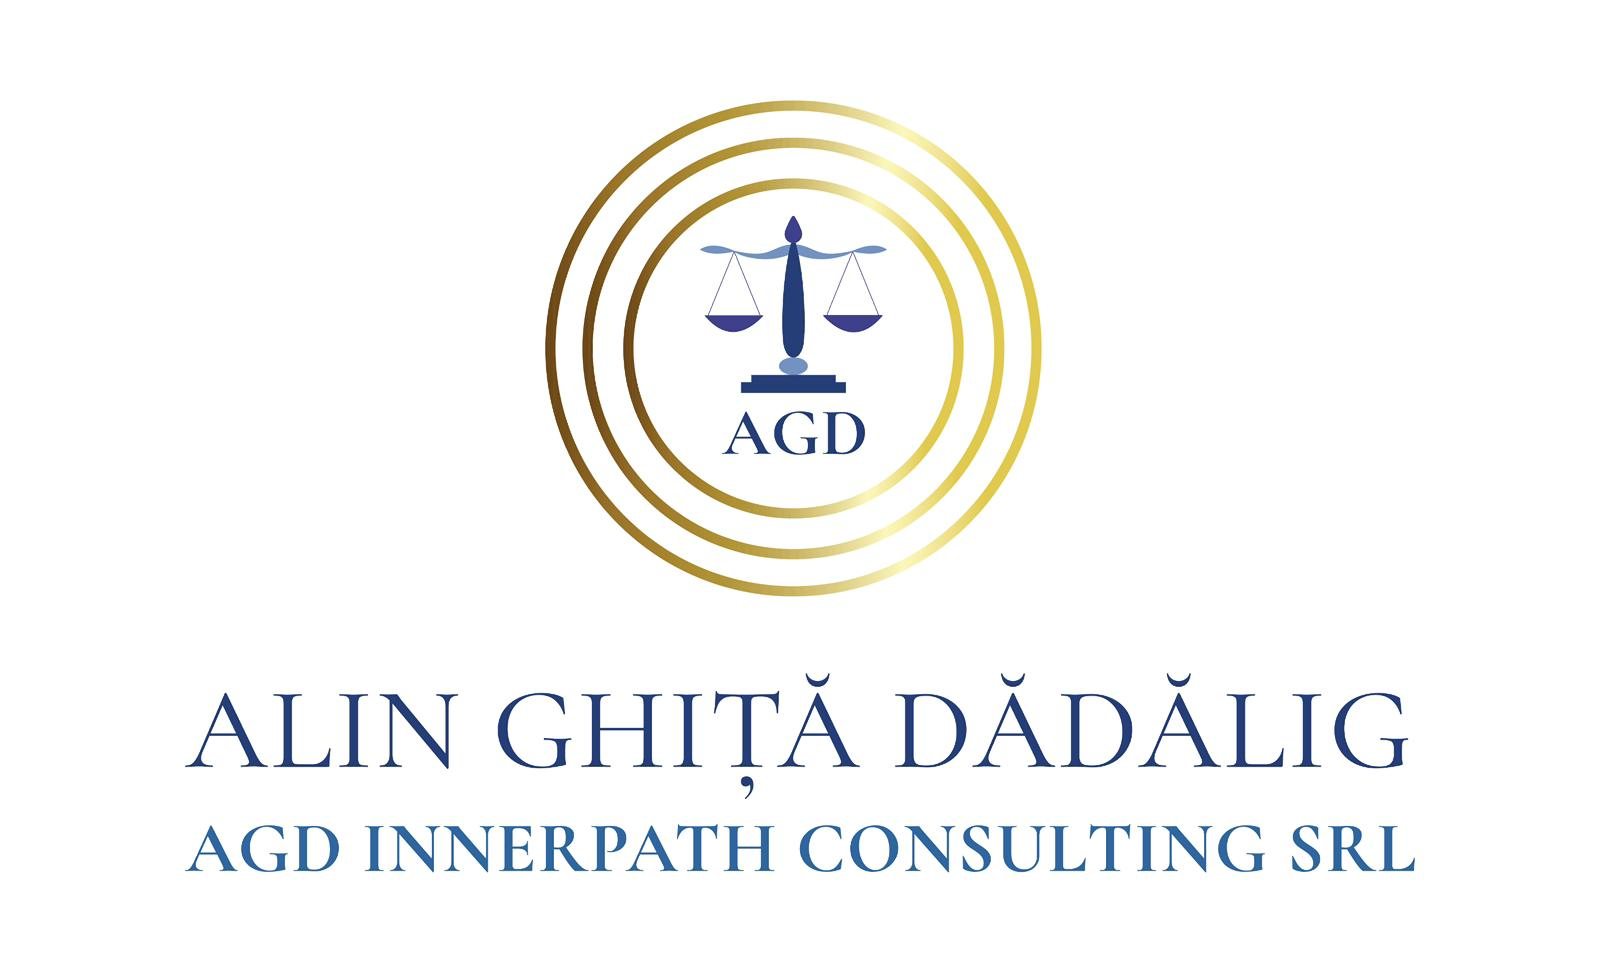 AGD
ALIN GHIȚĂ DĂDĂLIG
AGD INNERPATH CONSULTING SRL